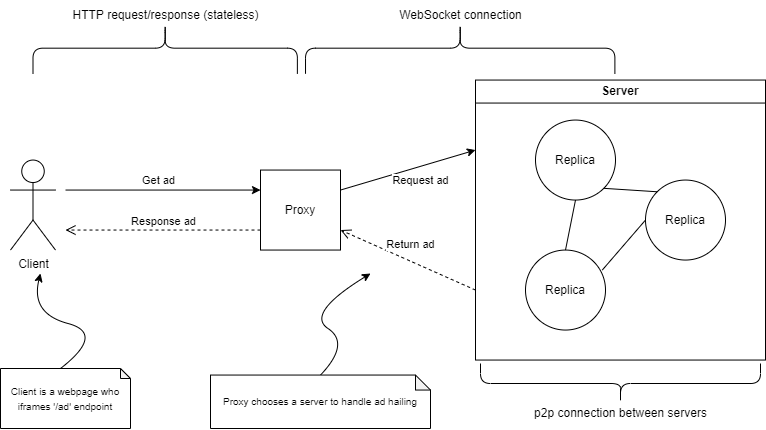 HTTP request/response (stateless)
WebSocket connection
Server
Replica
Replica
Replica
Get ad
Request ad
Proxy
Response ad
Return ad
Client
Client is a webpage who
iframes '/ad' endpoint
Proxy chooses a server to handle ad hailing
p2p connection between servers